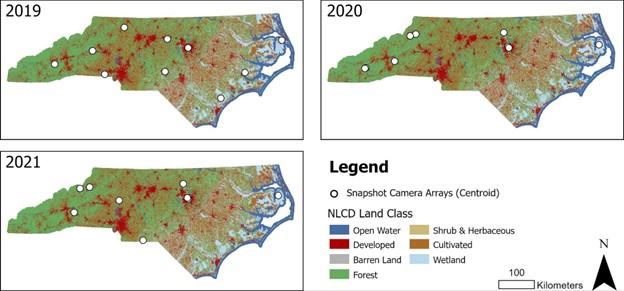 2019
2020
2021
Legend
Snapshot Camera Arrays (Centroid)
NLCD Land Class
Open Water
Shrub & Herbaceous
Developed
Cultivated
Barren Land
Wetland
Forest
N
100
Kilometers